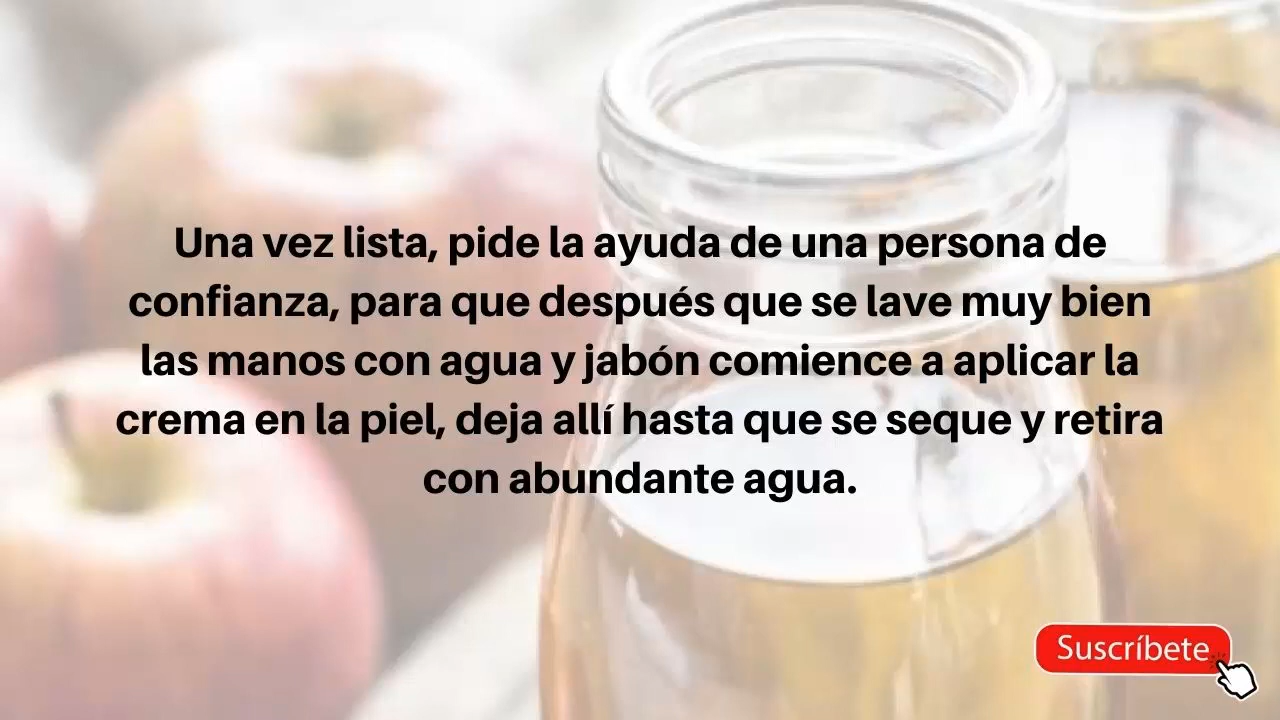 Una vez lista, pide la ayuda de una persona de
confianza, para que después que se lave muy bien
las manos con agua y jabón comience a aplicar la
crema en la piel, deja allí hasta que se seque y retira
con abundante agua.
Suscríbete